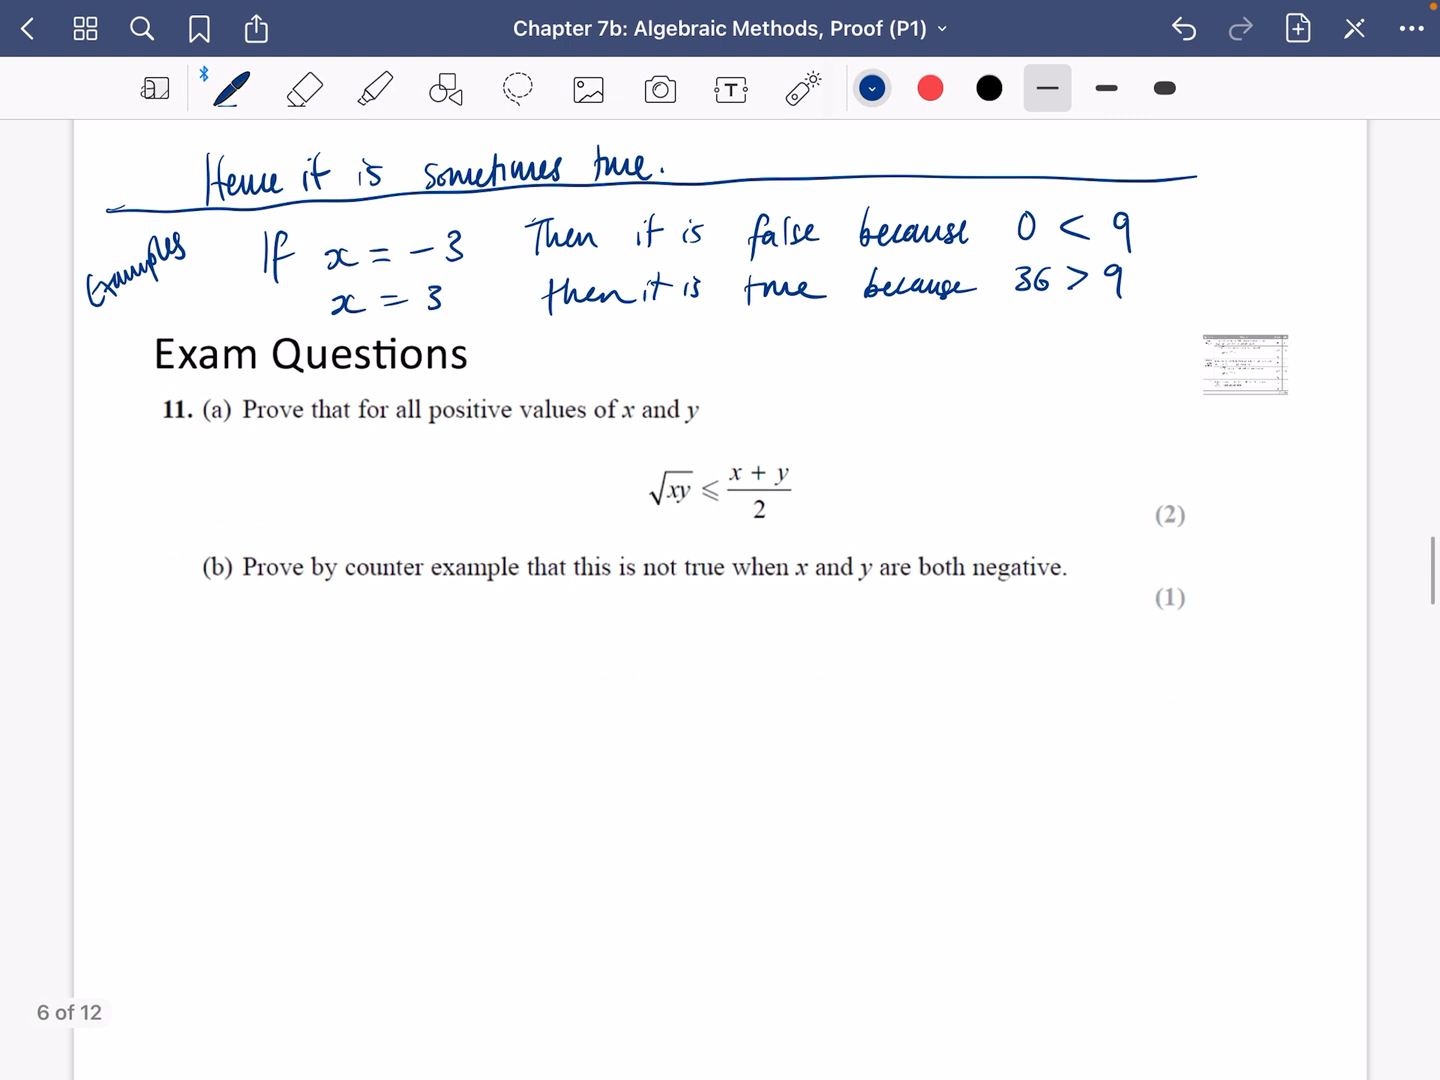 Chapter 7b: Algebraic Methods, Proof (P1)
T
Hence it is sometimes true.
Examples If x = -3 Then it is false because 0 < 9
x = 3 then it is true because 36 > 9
Exam Questions
11. (a) Prove that for all positive values of x and y
√xy ⩽ (x + y)/2
(2)
(b) Prove by counter example that this is not true when x and y are both negative.
(1)
6 of 12